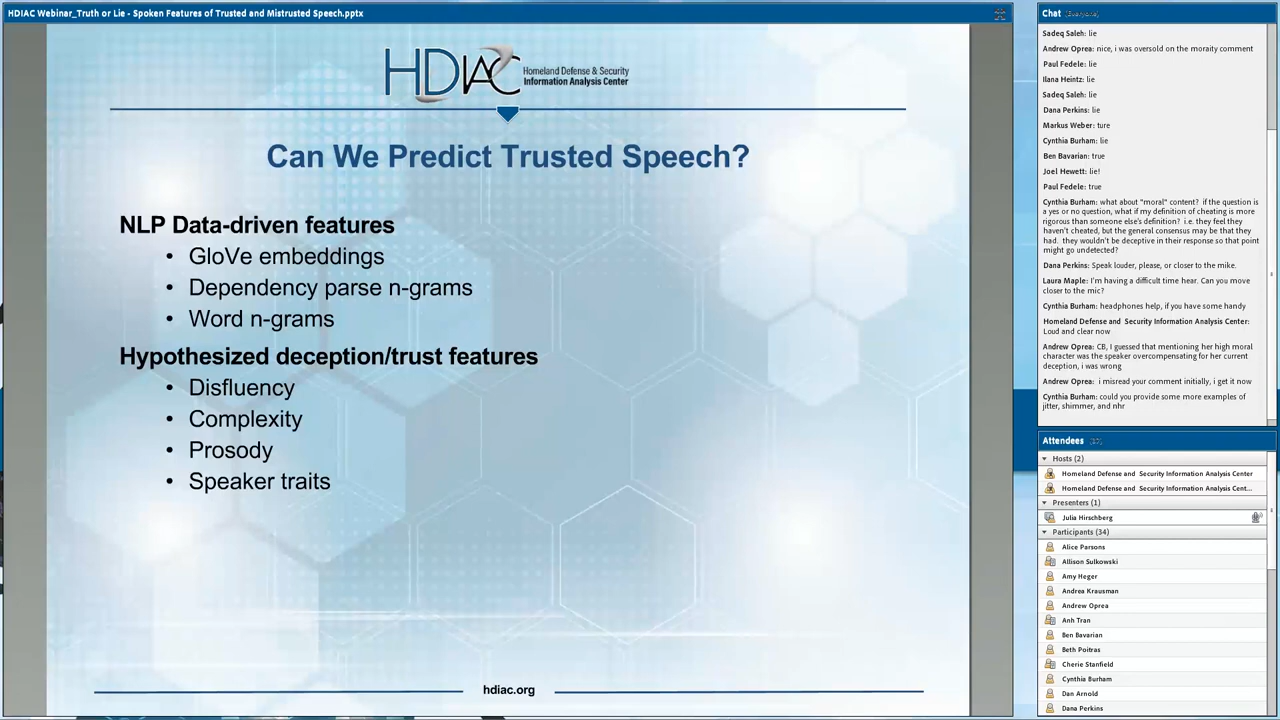 HDIAC Webinar_Truth or Lie - Spoken Features of Trusted and Mistrusted Speech.pptx
HDIAC
Homeland Defense & Security
Information Analysis Center
Can We Predict Trusted Speech?
NLP Data-driven features
• GloVe embeddings
• Dependency parse n-grams
• Word n-grams
Hypothesized deception/trust features
• Disfluency
• Complexity
• Prosody
• Speaker traits
hdiac.org
Chat (Everyone)
Sadeq Saleh: lie
Andrew Oprea: nice, i was oversold on the moraity comment
Paul Fedele: lie
Ilana Heintz: lie
Sadeq Saleh: lie
Dana Perkins: lie
Markus Weber: ture
Cynthia Burham: lie
Ben Bavarian: true
Joel Hewett: lie!
Paul Fedele: true
Cynthia Burham: what about "moral" content? if the question is
a yes or no question, what if my definition of cheating is more
rigorous than someone else's definition? i.e. they feel they
haven't cheated, but the general consensus may be that they
had. they wouldn't be deceptive in their response so that point
might go undetected?
Dana Perkins: Speak louder, please, or closer to the mike.
Laura Maple: I'm having a difficult time hear. Can you move
closer to the mic?
Cynthia Burham: headphones help, if you have some handy
Homeland Defense and Security Information Analysis Center:
Loud and clear now
Andrew Oprea: CB, I guessed that mentioning her high moral
character was the speaker overcompensating for her current
deception, i was wrong
Andrew Oprea: i misread your comment initially, i get it now
Cynthia Burham: could you provide some more examples of
jitter, shimmer, and nhr
Attendees (37)
Hosts (2)
Homeland Defense and Security Information Analysis Center
Homeland Defense and Security Information Analysis Cent...
Presenters (1)
Julia Hirschberg
Participants (34)
Alice Parsons
Allison Sulkowski
Amy Heger
Andrea Krausman
Andrew Oprea
Anh Tran
Ben Bavarian
Beth Poitras
Cherie Stanfield
Cynthia Burham
Dan Arnold
Dana Perkins